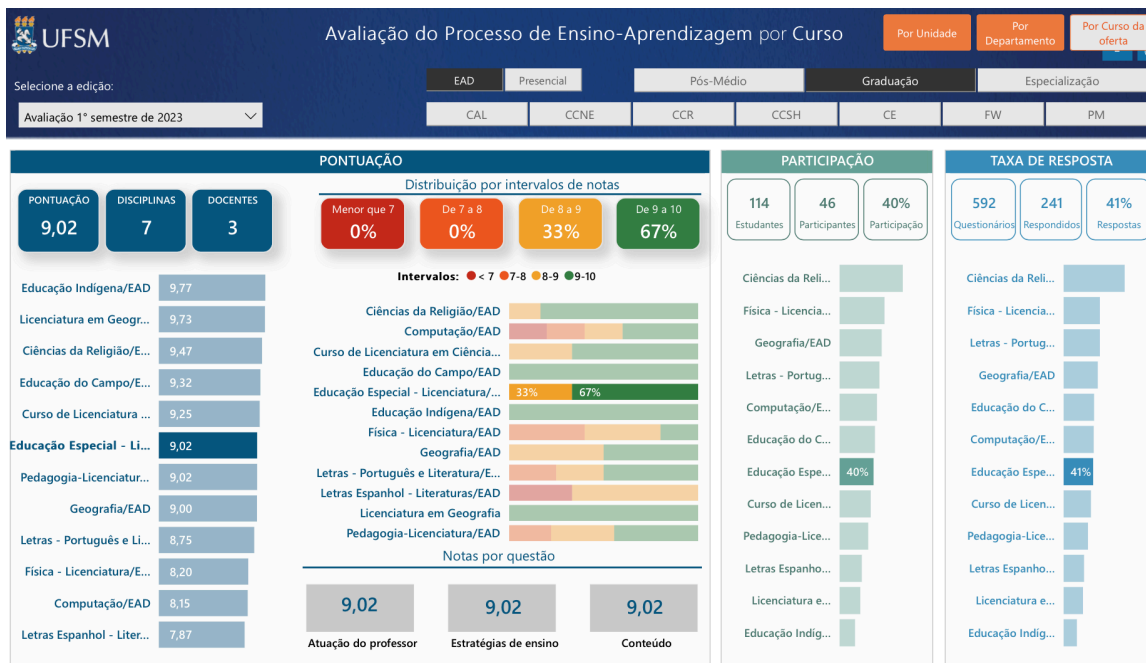 UFSM
Avaliação do Processo de Ensino-Aprendizagem por Curso
Por Unidade
Por Departamento
Por Curso da oferta
Selecione a edição:
Avaliação 1° semestre de 2023
EAD
Presencial
Pós-Médio
Graduação
Especialização
CAL
CCNE
CCR
CCSH
CE
FW
PM
PONTUAÇÃO
PONTUAÇÃO
9,02
DISCIPLINAS
7
DOCENTES
3
Educação Indígena/EAD 9,77
Licenciatura em Geogr... 9,73
Ciências da Religião/E... 9,47
Educação do Campo/E... 9,32
Curso de Licenciatura ... 9,25
Educação Especial - Li... 9,02
Pedagogia-Licenciatur... 9,02
Geografia/EAD 9,00
Letras - Português e Li... 8,75
Física - Licenciatura/E... 8,20
Computação/EAD 8,15
Letras Espanhol - Liter... 7,87
Distribuição por intervalos de notas
Menor que 7
0%
De 7 a 8
0%
De 8 a 9
33%
De 9 a 10
67%
Intervalos: < 7 7-8 8-9 9-10
Ciências da Religião/EAD
Computação/EAD
Curso de Licenciatura em Ciência...
Educação do Campo/EAD
Educação Especial - Licenciatura/... 33% 67%
Educação Indígena/EAD
Física - Licenciatura/EAD
Geografia/EAD
Letras - Português e Literatura/E...
Letras Espanhol - Literaturas/EAD
Licenciatura em Geografia
Pedagogia-Licenciatura/EAD
Notas por questão
9,02
Atuação do professor
9,02
Estratégias de ensino
9,02
Conteúdo
PARTICIPAÇÃO
114
Estudantes
46
Participantes
40%
Participação
Ciências da Reli...
Física - Licencia...
Geografia/EAD
Letras - Portug...
Computação/E...
Educação do C...
Educação Espe... 40%
Curso de Licen...
Pedagogia-Lice...
Letras Espanho...
Licenciatura e...
Educação Indíg...
TAXA DE RESPOSTA
592
Questionários
241
Respondidos
41%
Respostas
Ciências da Reli...
Física - Licencia...
Letras - Portug...
Geografia/EAD
Educação do C...
Computação/E...
Educação Espe... 41%
Curso de Licen...
Pedagogia-Lice...
Letras Espanho...
Licenciatura e...
Educação Indíg...